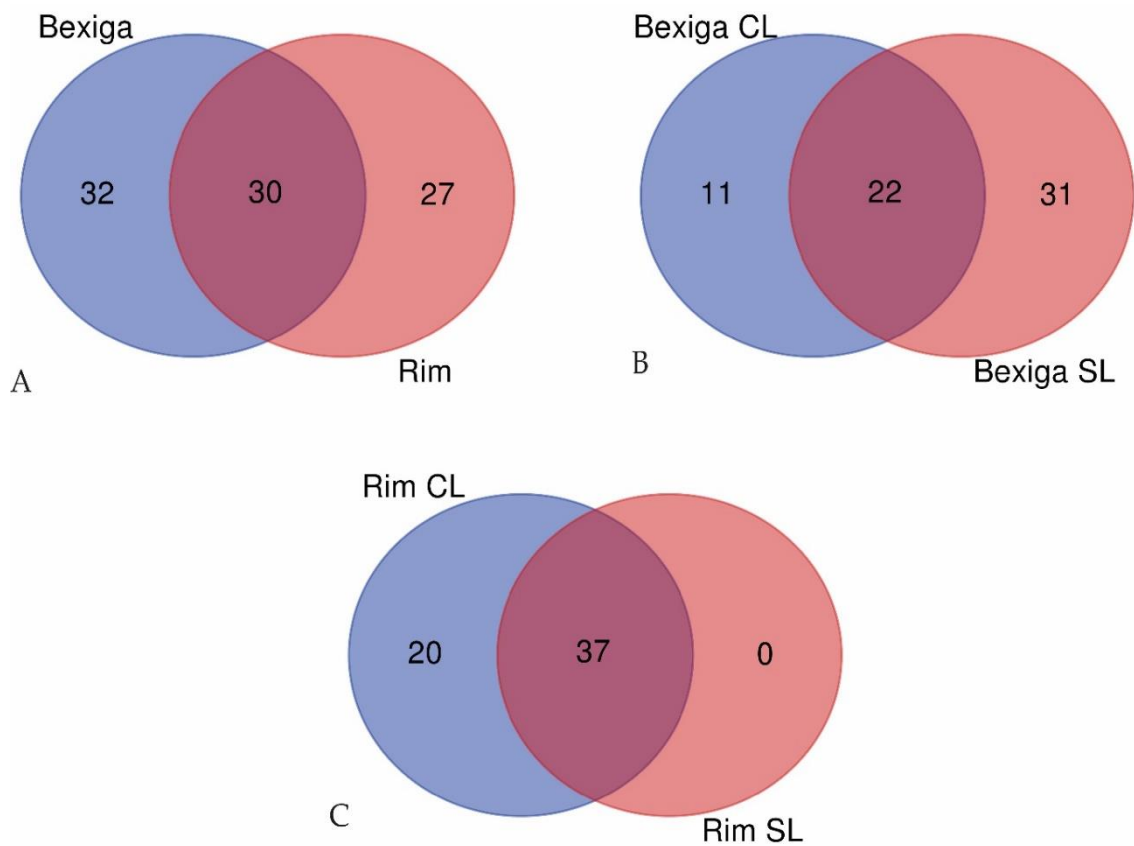 Bexiga
32
30
27
Rim
A
Bexiga CL
11
22
31
Bexiga SL
B
Rim CL
20
37
0
Rim SL
C